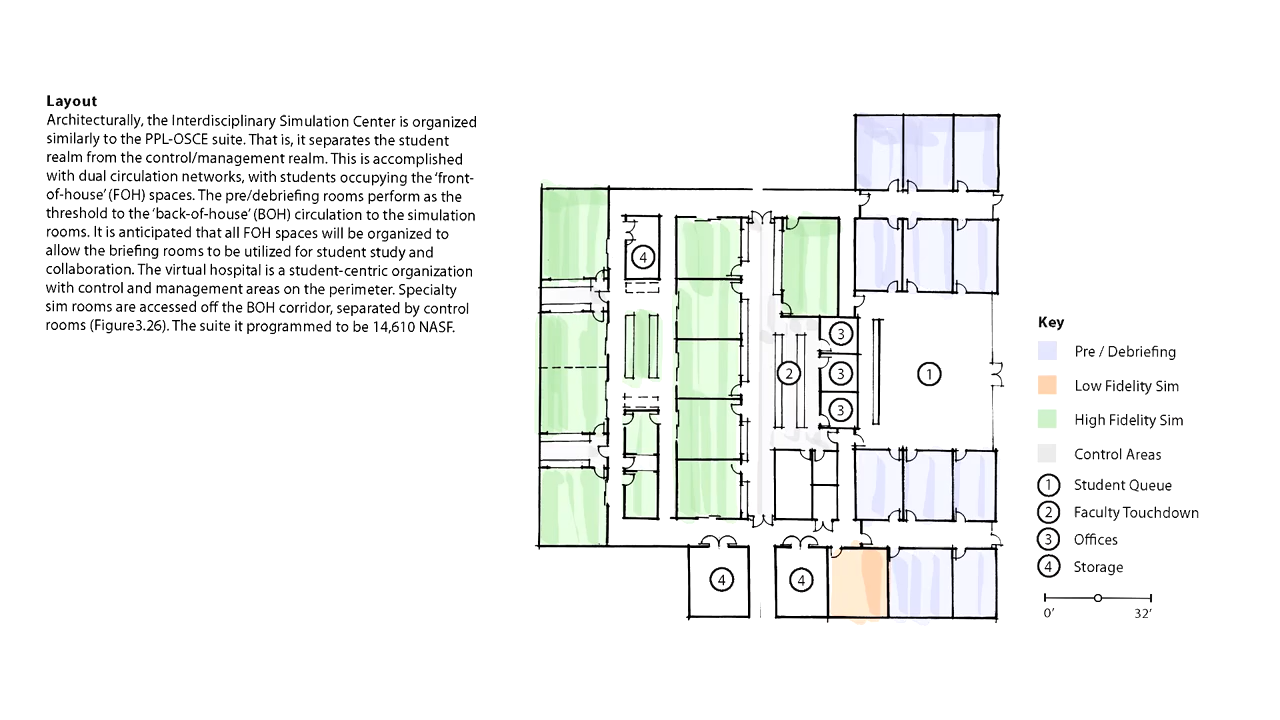 Layout
Architecturally, the Interdisciplinary Simulation Center is organized
similarly to the PPL-OSCE suite. That is, it separates the student
realm from the control/management realm. This is accomplished
with dual circulation networks, with students occupying the ‘front-
of-house’ (FOH) spaces. The pre/debriefing rooms perform as the
threshold to the ‘back-of-house’ (BOH) circulation to the simulation
rooms. It is anticipated that all FOH spaces will be organized to
allow the briefing rooms to be utilized for student study and
collaboration. The virtual hospital is a student-centric organization
with control and management areas on the perimeter. Specialty
sim rooms are accessed off the BOH corridor, separated by control
rooms (Figure3.26). The suite it programmed to be 14,610 NASF.
4
3
2
3
1
3
4
4
Key
Pre / Debriefing
Low Fidelity Sim
High Fidelity Sim
Control Areas
1 Student Queue
2 Faculty Touchdown
3 Offices
4 Storage
0’ 32’